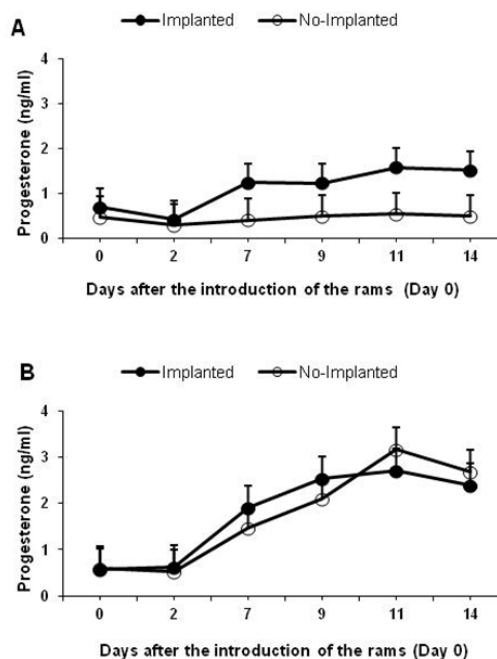 A
Implanted No-Implanted
Progesterone (ng/ml)
4
3
2
1
0
0 2 7 9 11 14
Days after the introduction of the rams (Day 0)
B
Implanted No-Implanted
Progesterone (ng/ml)
4
3
2
1
0
0 2 7 9 11 14
Days after the introduction of the rams (Day 0)